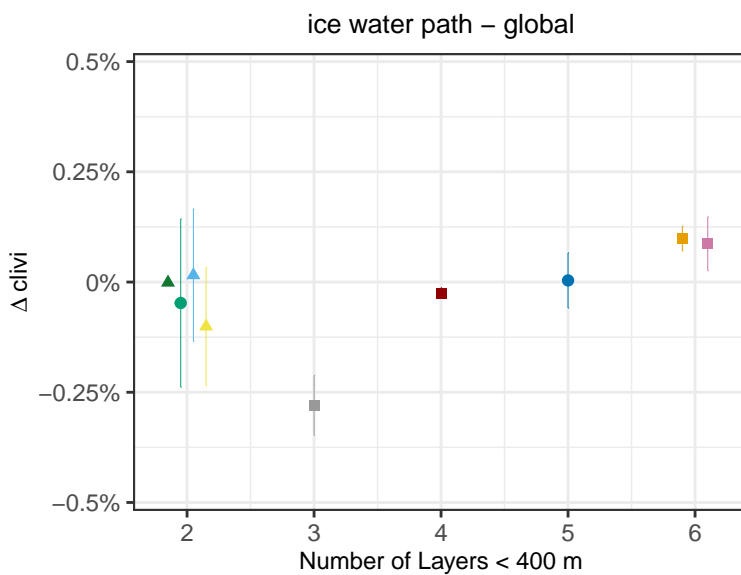 ice water path − global
0.5%
0.25%
0%
−0.25%
−0.5%
Δ clivi
2 3 4 5 6
Number of Layers < 400 m